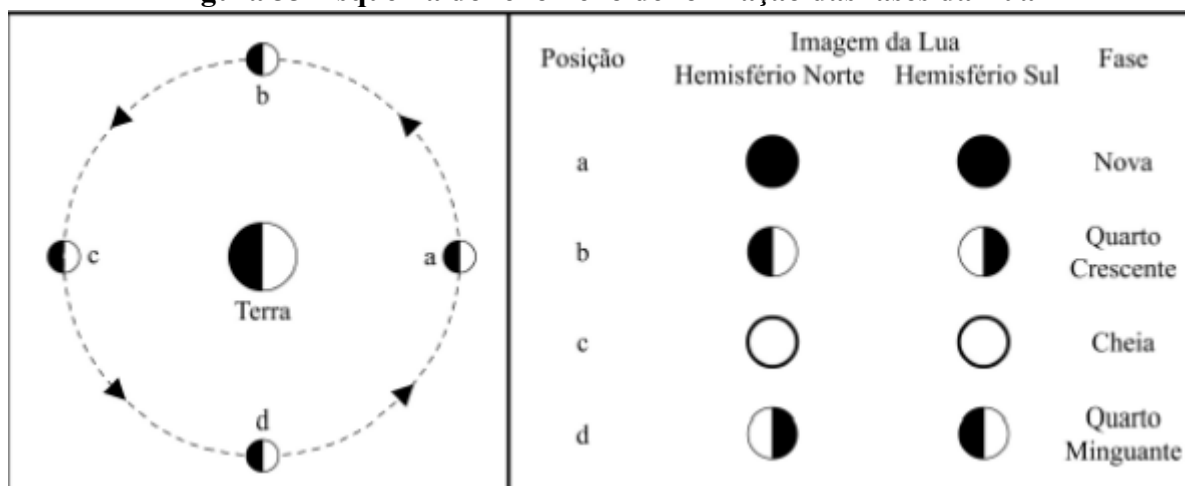 b
c
a
Terra
d
Imagem da Lua
Posição Hemisfério Norte Hemisfério Sul Fase
a Nova
b Quarto
Crescente
c Cheia
d Quarto
Minguante